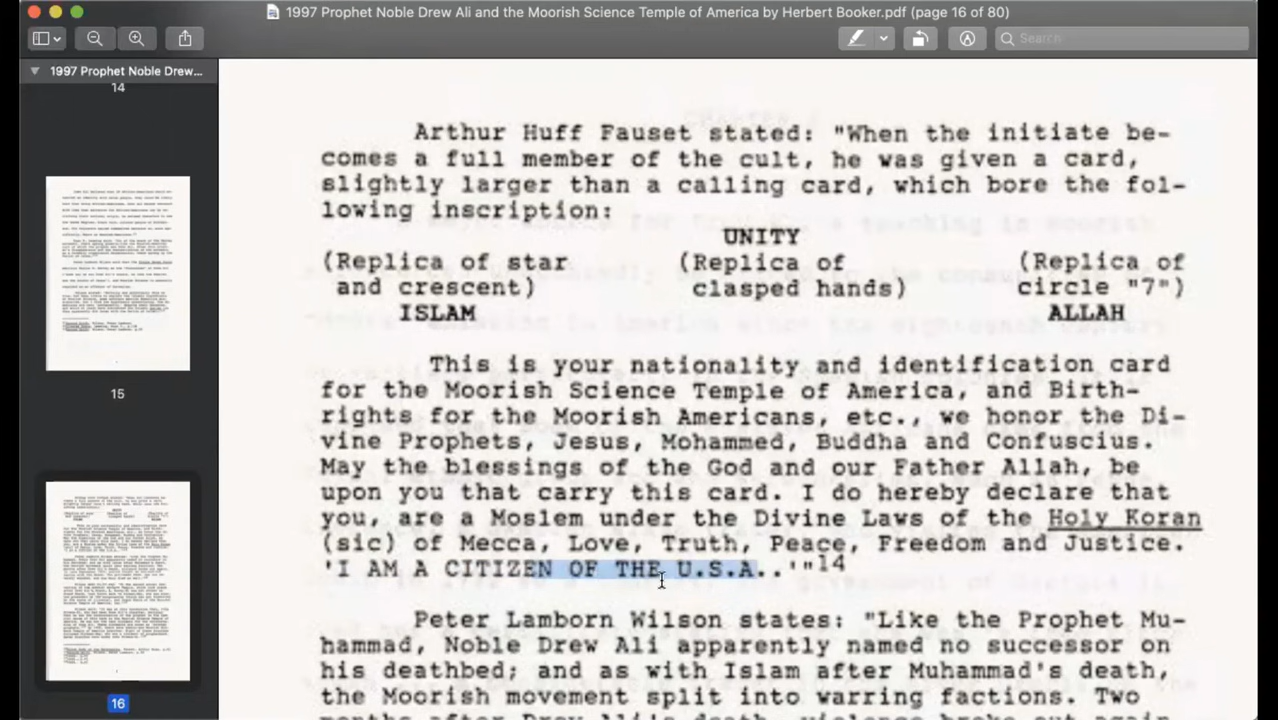 1997 Prophet Noble Drew Ali and the Moorish Science Temple of America by Herbert Booker.pdf (page 16 of 80)
Search
1997 Prophet Noble Drew...
14
15
16
Arthur Huff Fauset stated: "When the initiate be-
comes a full member of the cult, he was given a card,
slightly larger than a calling card, which bore the fol-
lowing inscription:
UNITY
(Replica of star (Replica of (Replica of
and crescent) clasped hands) circle "7")
ISLAM ALLAH
This is your nationality and identification card
for the Moorish Science Temple of America, and Birth-
rights for the Moorish Americans, etc., we honor the Di-
vine Prophets, Jesus, Mohammed, Buddha and Confuscius.
May the blessings of the God and our Father Allah, be
upon you that carry this card. I do hereby declare that
you, are a Moslem under the Divine Laws of the Holy Koran
(sic) of Mecca. Love, Truth, Peace, Freedom and Justice.
'I AM A CITIZEN OF THE U.S.A. '"14
Peter Lamborn Wilson states: "Like the Prophet Mu-
hammad, Noble Drew Ali apparently named no successor on
his deathbed; and as with Islam after Muhammad's death,
the Moorish movement split into warring factions. Two
months after Drew Ali's death, violence broke out again